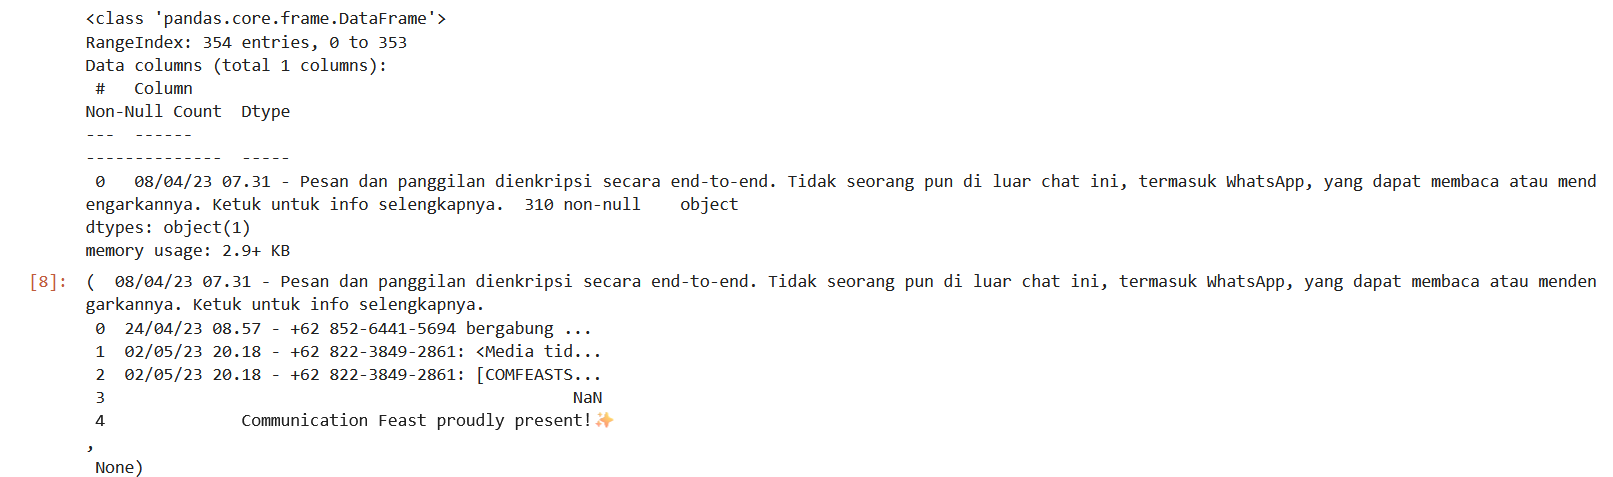 <class 'pandas.core.frame.DataFrame'>
RangeIndex: 354 entries, 0 to 353
Data columns (total 1 columns):
 #   Column
Non-Null Count  Dtype
---  ------
--------------  -----
 0   08/04/23 07.31 - Pesan dan panggilan dienkripsi secara end-to-end. Tidak seorang pun di luar chat ini, termasuk WhatsApp, yang dapat membaca atau mend
engarkannya. Ketuk untuk info selengkapnya.  310 non-null    object
dtypes: object(1)
memory usage: 2.9+ KB
[8]: (  08/04/23 07.31 - Pesan dan panggilan dienkripsi secara end-to-end. Tidak seorang pun di luar chat ini, termasuk WhatsApp, yang dapat membaca atau menden
garkannya. Ketuk untuk info selengkapnya.
 0  24/04/23 08.57 - +62 852-6441-5694 bergabung ...
 1  02/05/23 20.18 - +62 822-3849-2861: <Media tid...
 2  02/05/23 20.18 - +62 822-3849-2861: [COMFEASTS...
 3                                                NaN
 4              Communication Feast proudly present!✨
,
 None)